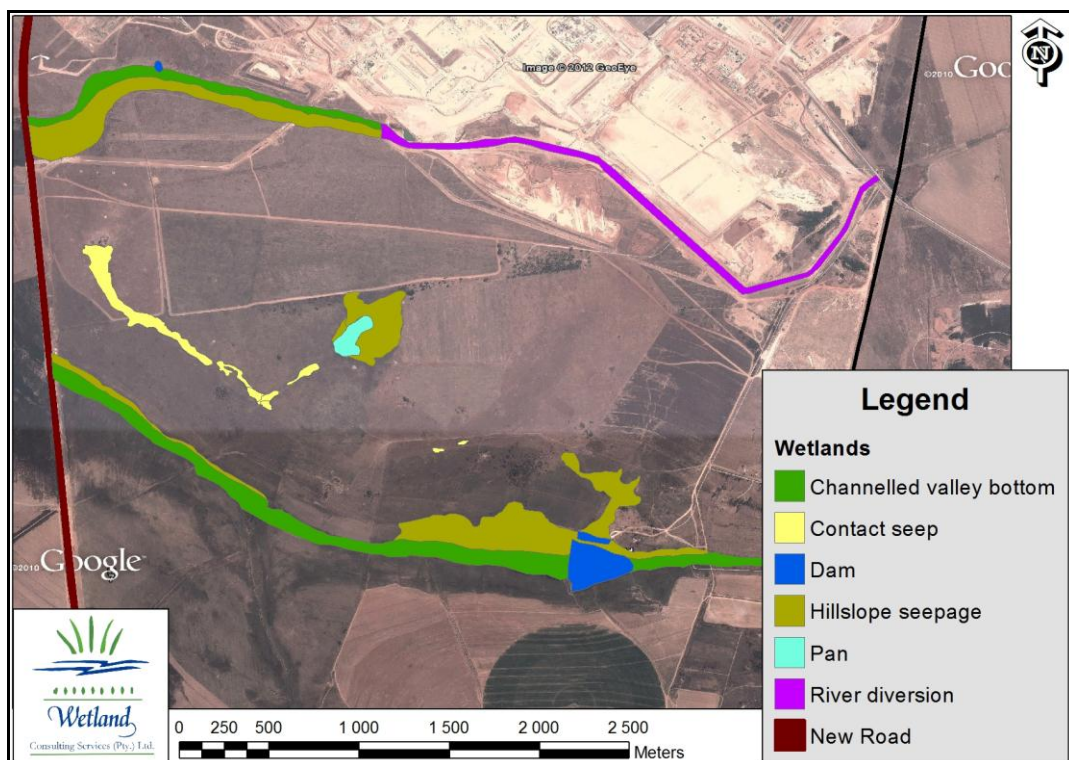 Image © 2012 GeoEye
©2010 Goo
N
Legend
Wetlands
Channelled valley bottom
Contact seep
Dam
Hillslope seepage
Pan
River diversion
New Road
©2010 Google™
Wetland
Consulting Services (Pty.) Ltd.
0 250 500 1 000 1 500 2 000 2 500
Meters